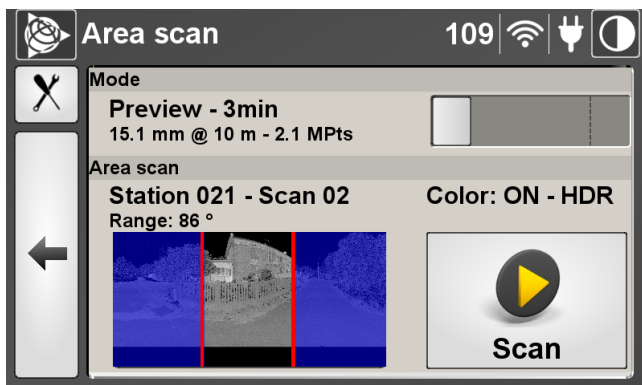 Area scan
109
Mode
Preview - 3min
15.1 mm @ 10 m - 2.1 MPts
Area scan
Station 021 - Scan 02
Color: ON - HDR
Range: 86 °
Scan